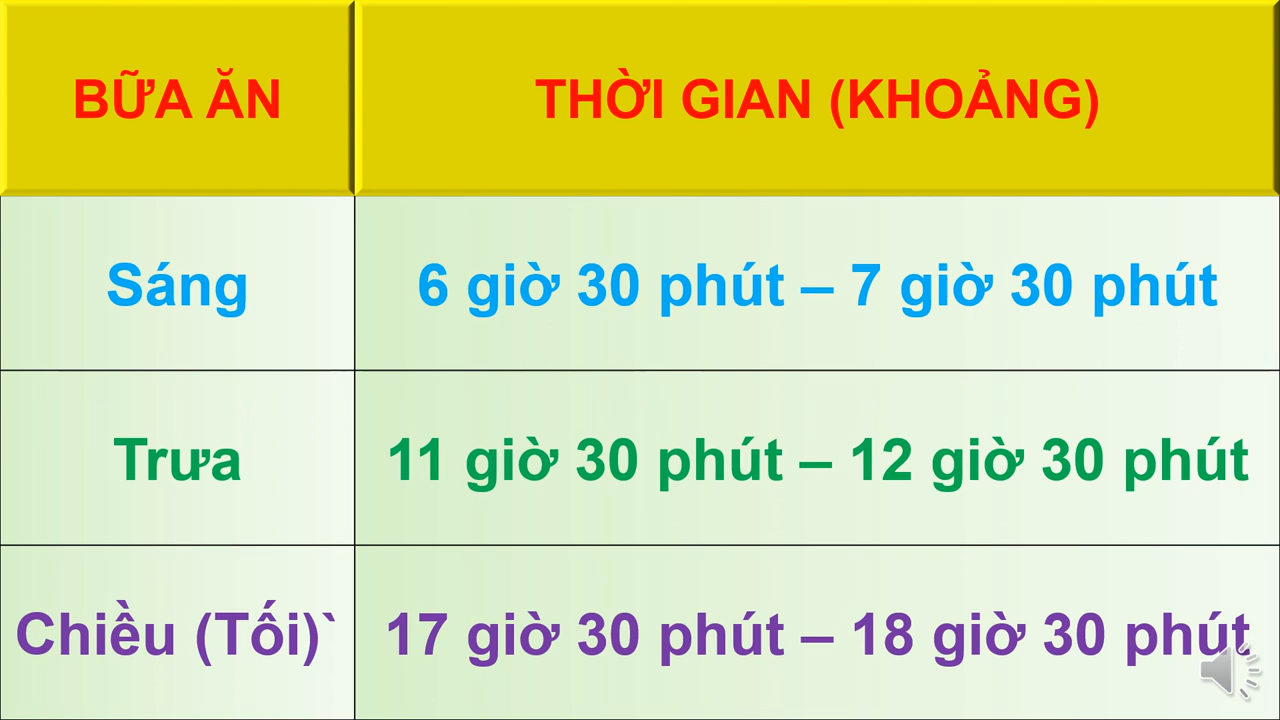 BỮA ĂN
THỜI GIAN (KHOẢNG)
Sáng
6 giờ 30 phút – 7 giờ 30 phút
Trưa
11 giờ 30 phút – 12 giờ 30 phút
Chiều (Tối)`
17 giờ 30 phút – 18 giờ 30 phút